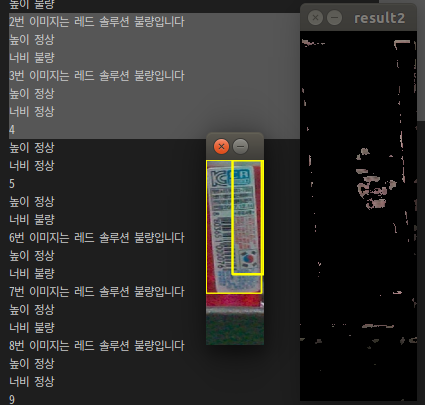 높이 불량
2번 이미지는 레드 솔루션 불량입니다
높이 정상
너비 불량
3번 이미지는 레드 솔루션 불량입니다
높이 정상
너비 정상
4
높이 정상
너비 정상
5
높이 정상
너비 불량
6번 이미지는 레드 솔루션 불량입니다
높이 정상
너비 불량
7번 이미지는 레드 솔루션 불량입니다
높이 정상
너비 불량
8번 이미지는 레드 솔루션 불량입니다
높이 정상
너비 정상
9
result2